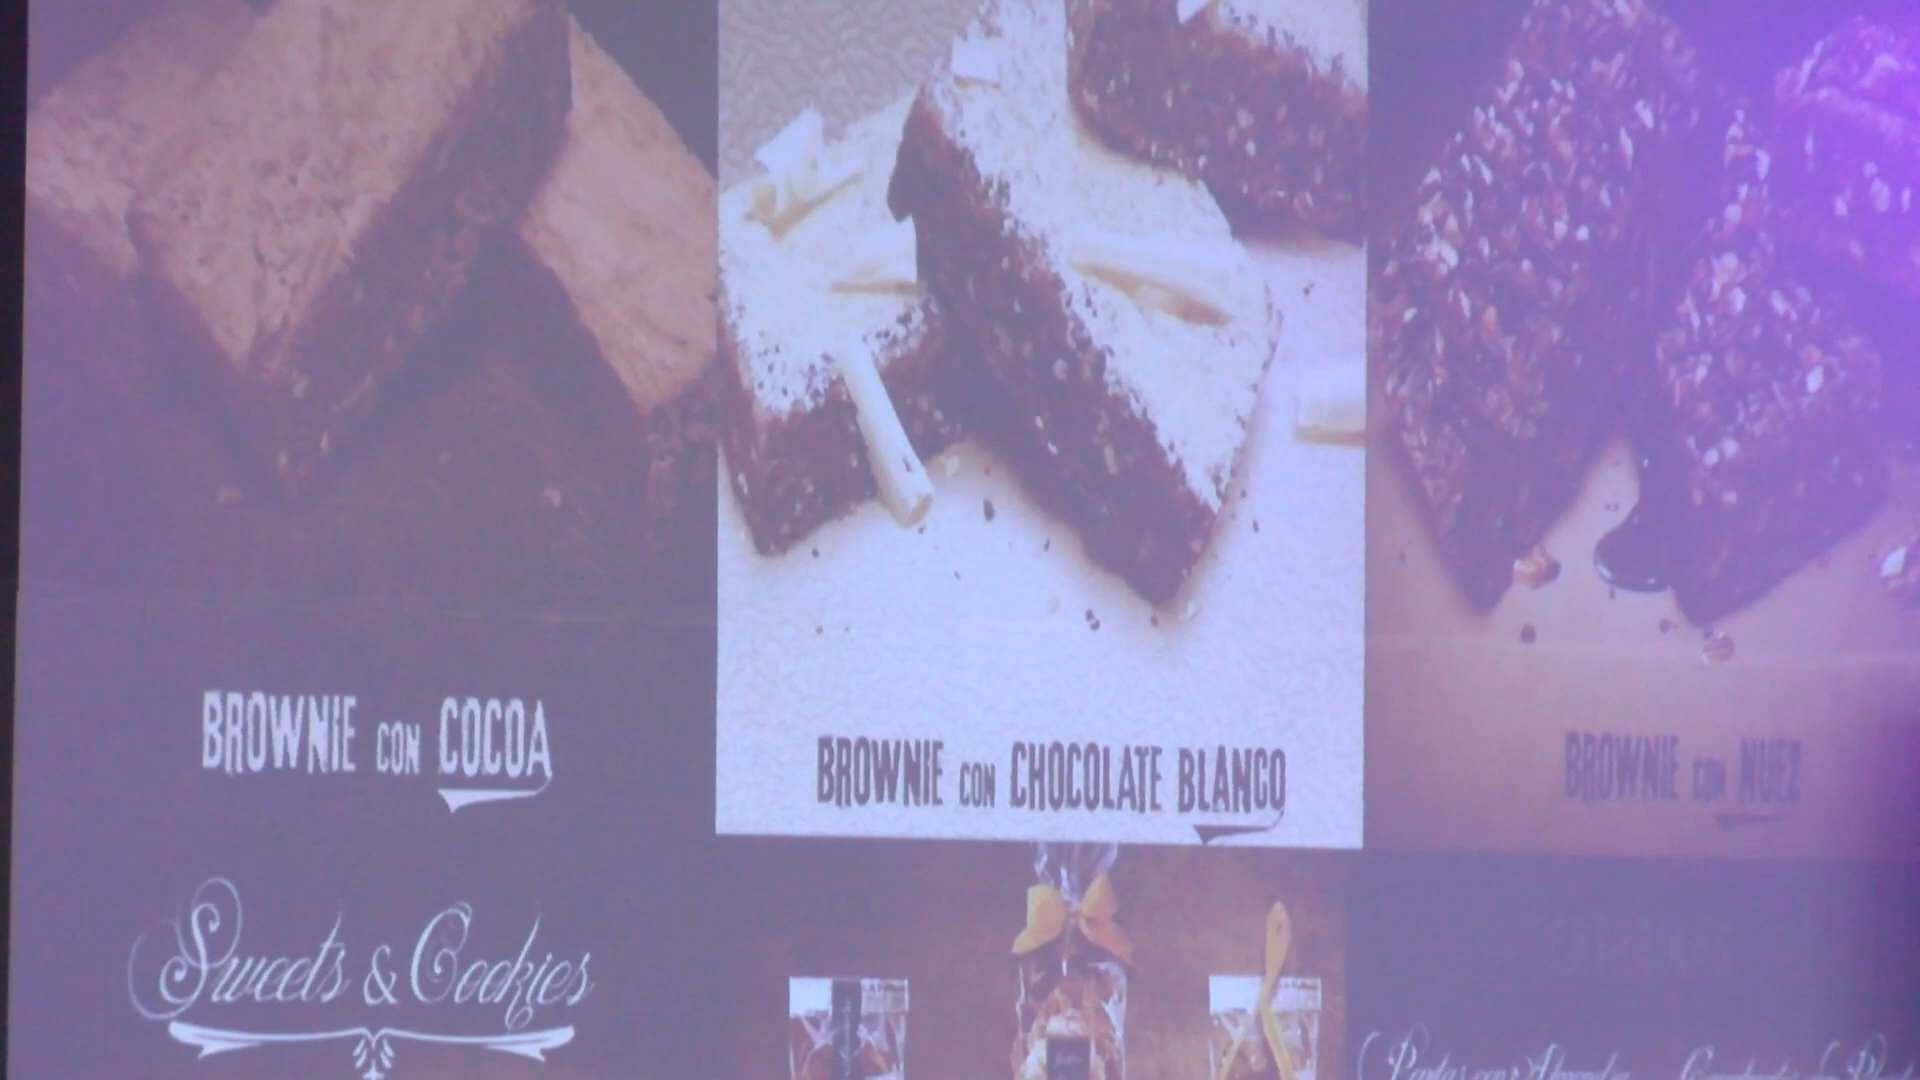 BROWNIE CON COCOA
BROWNIE CON CHOCOLATE BLANCO
BROWNIE CON NUEZ
Sweets & Cookies